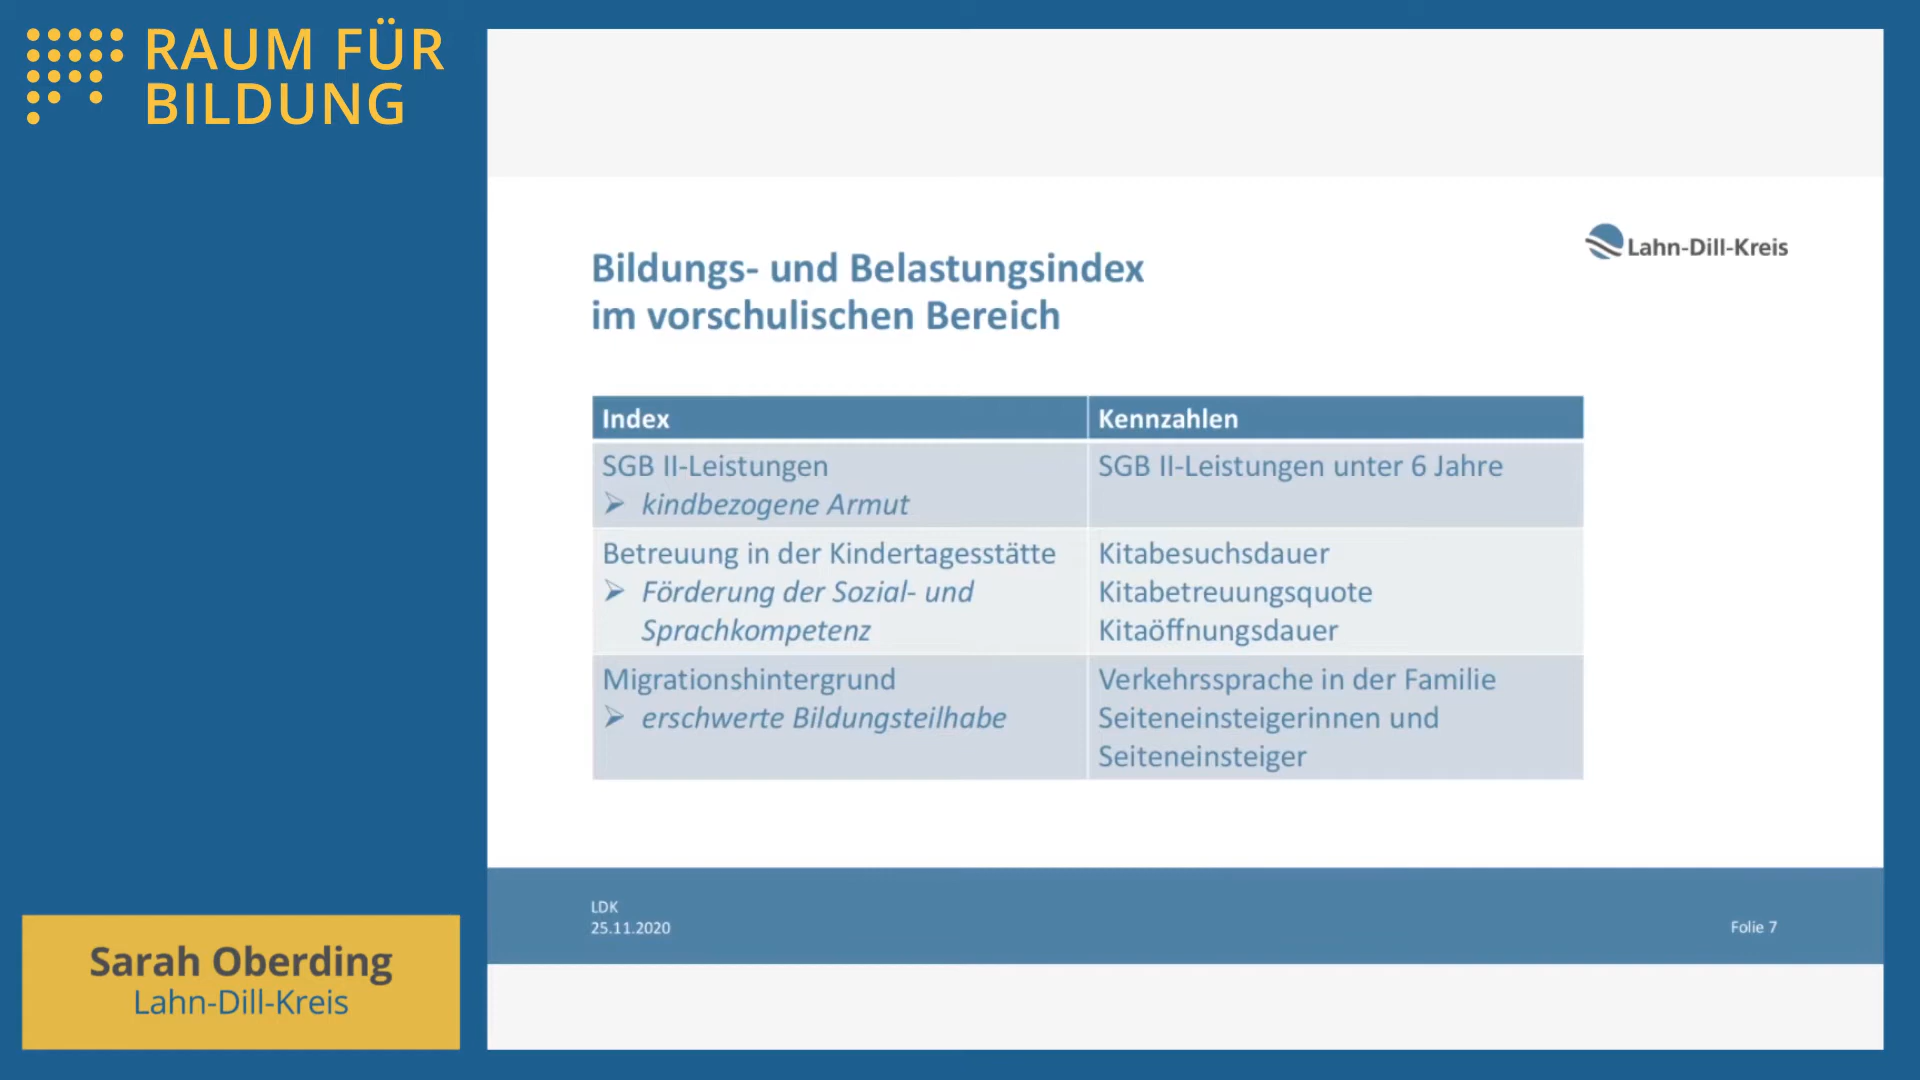 RAUM FÜR
BILDUNG
Lahn-Dill-Kreis
Bildungs- und Belastungsindex
im vorschulischen Bereich
Index
Kennzahlen
SGB II-Leistungen
kindbezogene Armut
SGB II-Leistungen unter 6 Jahre
Betreuung in der Kindertagesstätte
Förderung der Sozial- und
Sprachkompetenz
Kitabesuchsdauer
Kitabetreuungsquote
Kitaöffnungsdauer
Migrationshintergrund
erschwerte Bildungsteilhabe
Verkehrssprache in der Familie
Seiteneinsteigerinnen und
Seiteneinsteiger
LDK
25.11.2020
Folie 7
Sarah Oberding
Lahn-Dill-Kreis